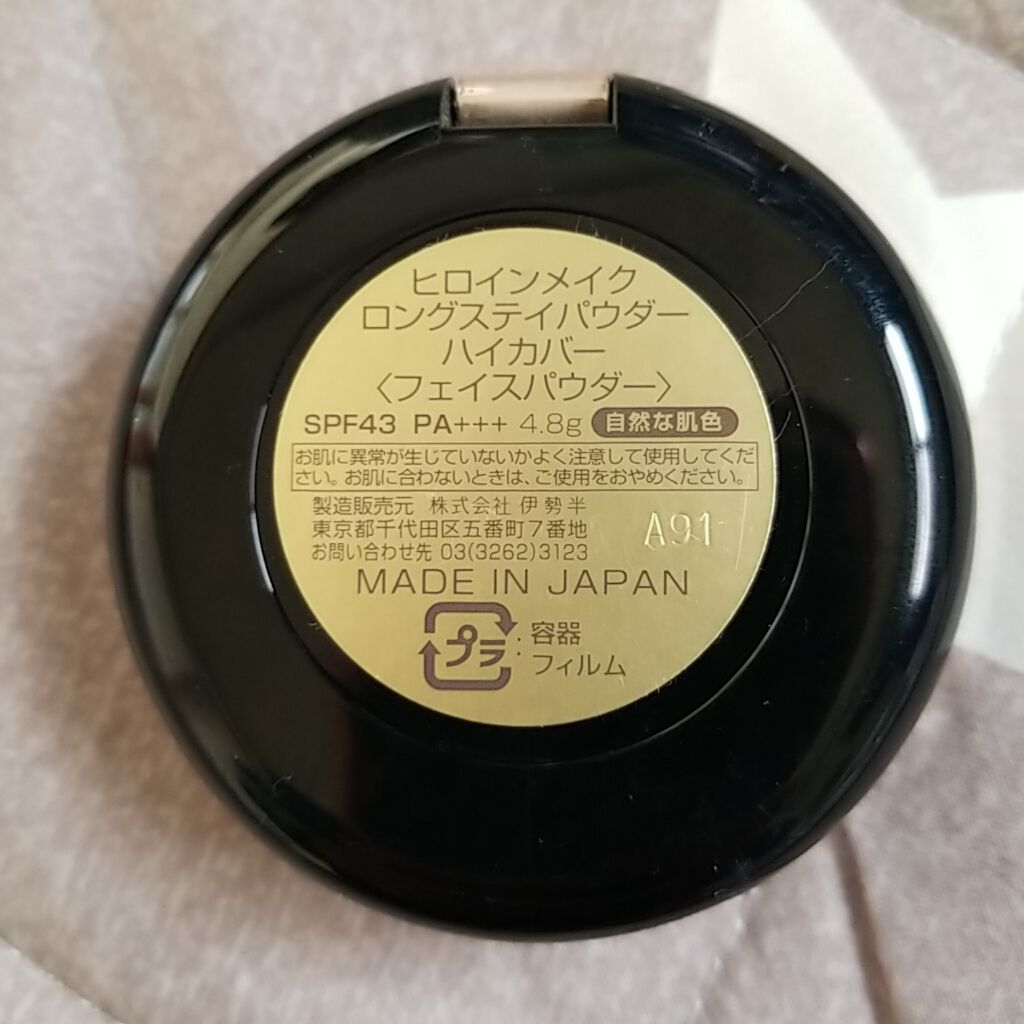 ヒロインメイク
ロングステイパウダー
ハイカバー
〈フェイスパウダー〉
SPF43 PA+++ 4.8g 自然な肌色
お肌に異常が生じていないかよく注意して使用してくだ
さい。お肌に合わないときは、ご使用をおやめください。
製造販売元 株式会社 伊勢半
東京都千代田区五番町7番地
お問い合わせ先 03(3262)3123
A91
MADE IN JAPAN
プラ : 容器
フィルム